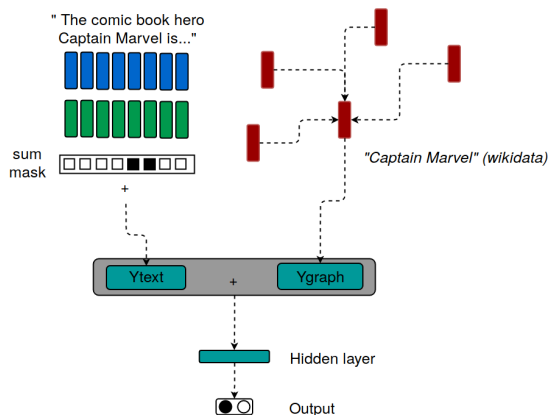 " The comic book hero
Captain Marvel is..."
sum
mask
+
"Captain Marvel" (wikidata)
Ytext + Ygraph
Hidden layer
Output